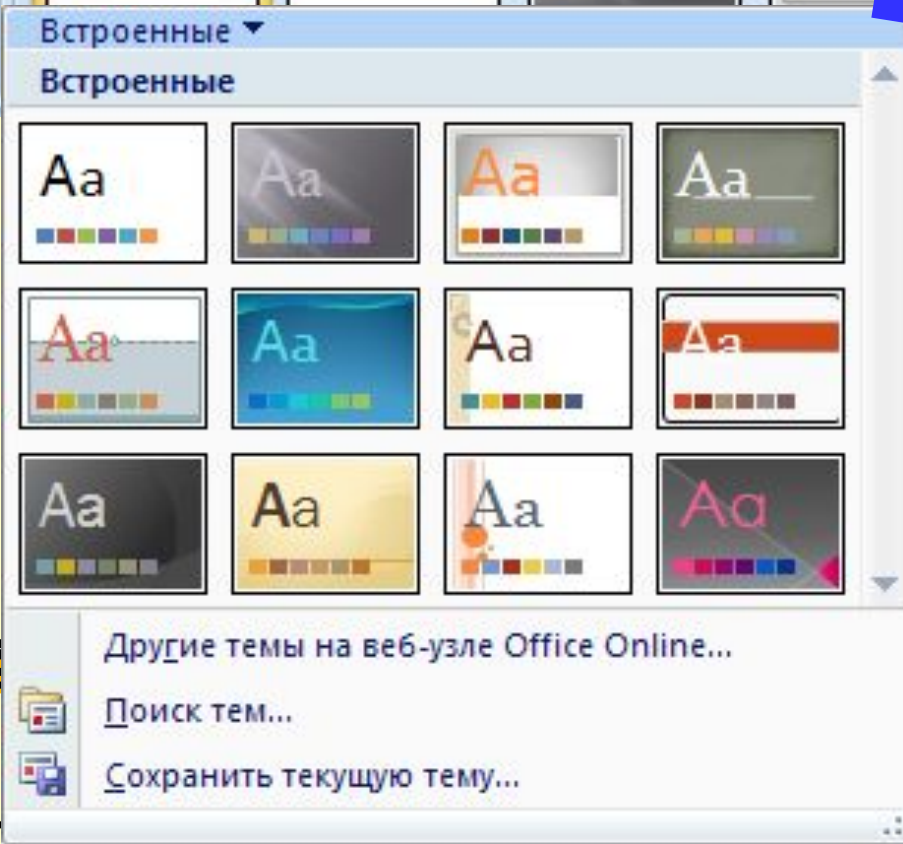 Встроенные
Встроенные
Aa Aa Aa Aa
Aa Aa Aa Aa
Aa Aa Aa Aa
Другие темы на веб-узле Office Online...
Поиск тем...
Сохранить текущую тему...